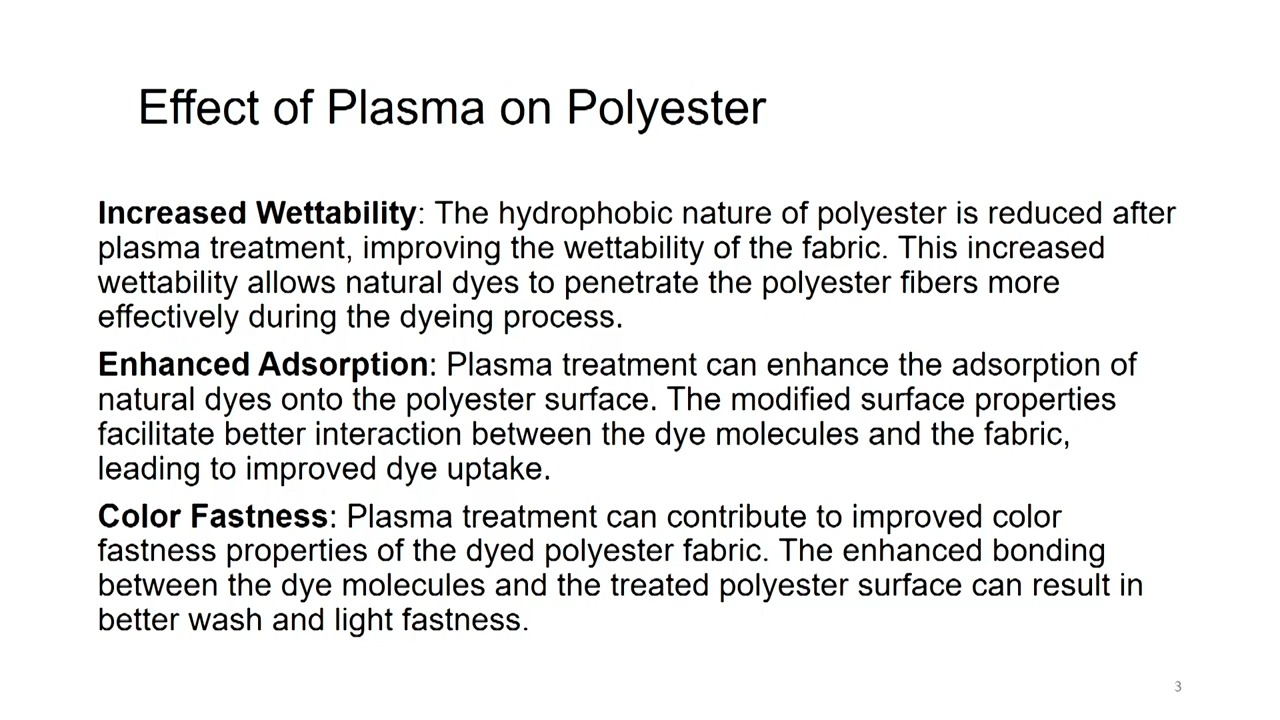 Effect of Plasma on Polyester
Increased Wettability: The hydrophobic nature of polyester is reduced after
plasma treatment, improving the wettability of the fabric. This increased
wettability allows natural dyes to penetrate the polyester fibers more
effectively during the dyeing process.
Enhanced Adsorption: Plasma treatment can enhance the adsorption of
natural dyes onto the polyester surface. The modified surface properties
facilitate better interaction between the dye molecules and the fabric,
leading to improved dye uptake.
Color Fastness: Plasma treatment can contribute to improved color
fastness properties of the dyed polyester fabric. The enhanced bonding
between the dye molecules and the treated polyester surface can result in
better wash and light fastness.
3